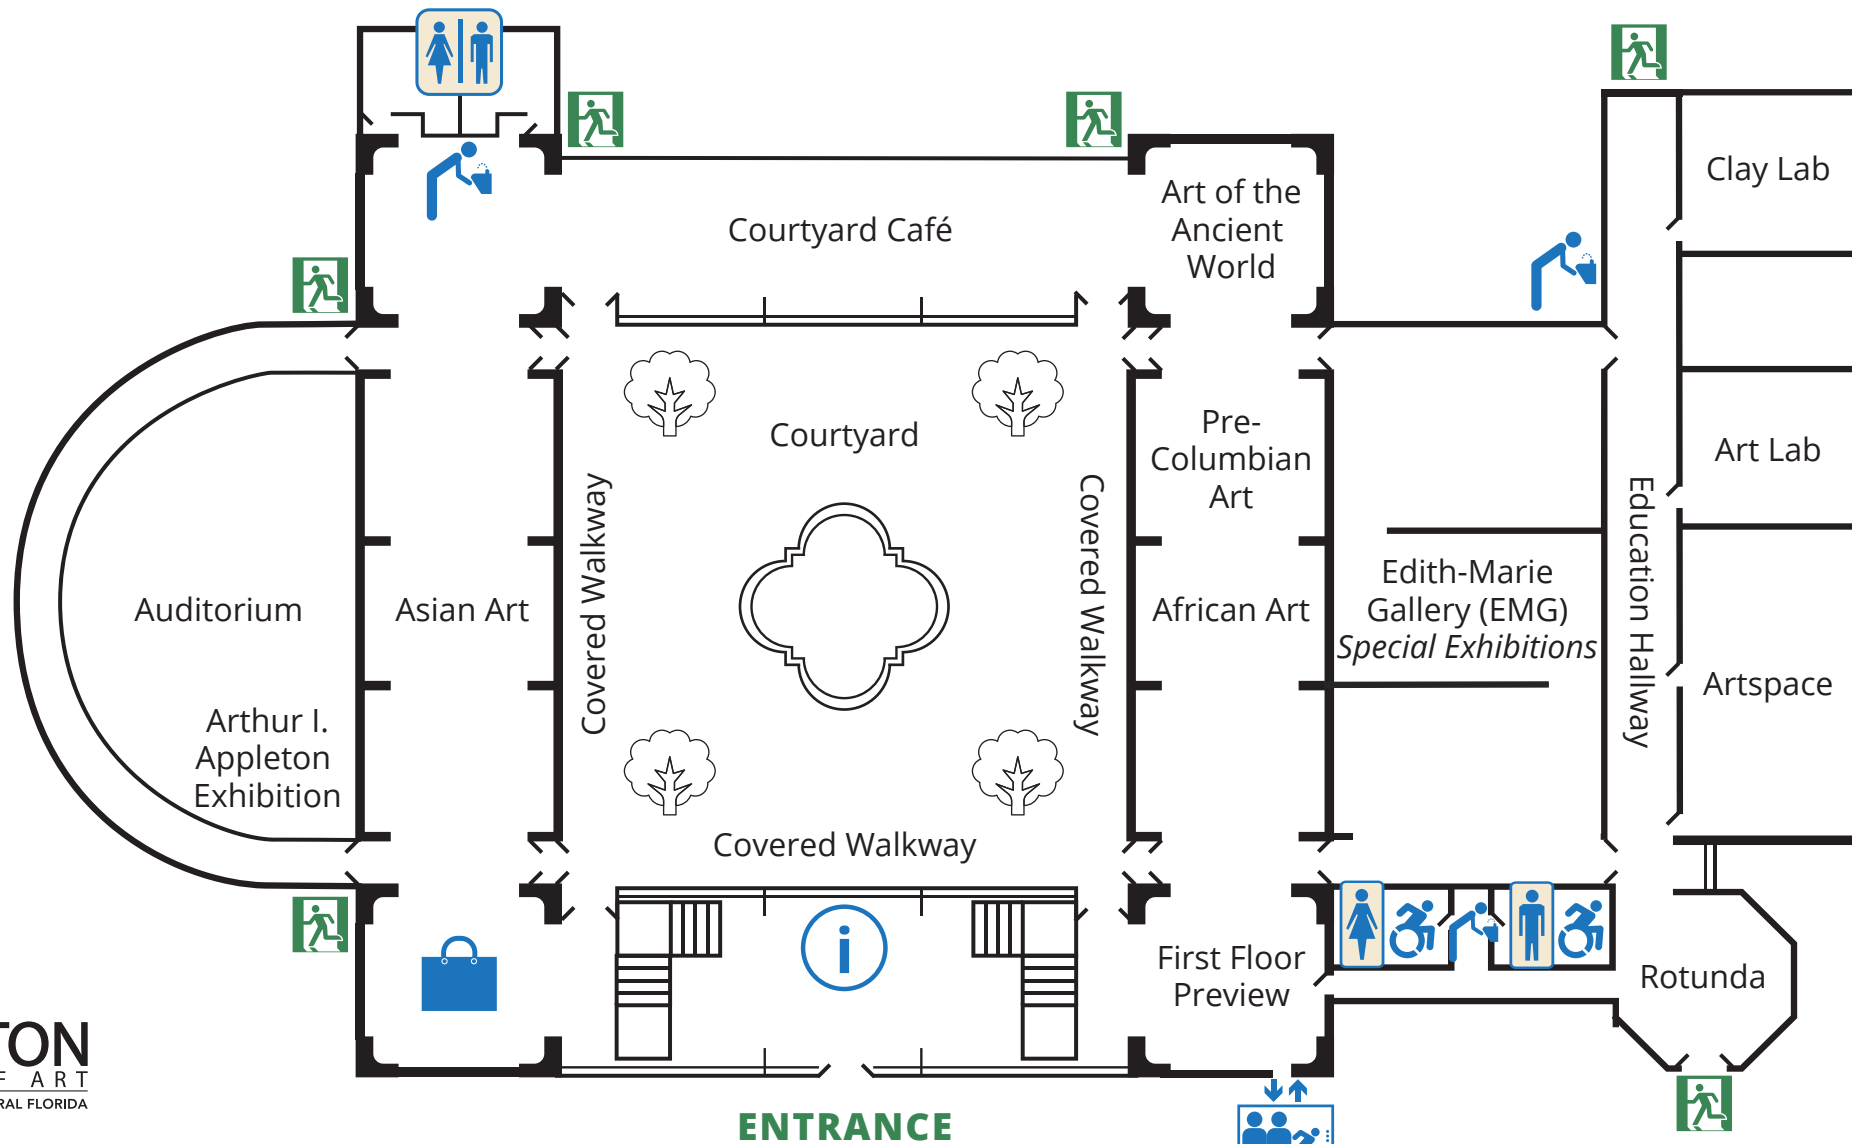 Clay Lab
Art of the
Ancient
World
Courtyard Café
Pre-
Columbian
Art
Courtyard
Art Lab
Covered Walkway
Covered Walkway
Education Hallway
Auditorium
Asian Art
African Art
Edith-Marie
Gallery (EMG)
Special Exhibitions
Artspace
Arthur I.
Appleton
Exhibition
Covered Walkway
i
First Floor
Preview
Rotunda
TON
F ART
RAL FLORIDA
ENTRANCE